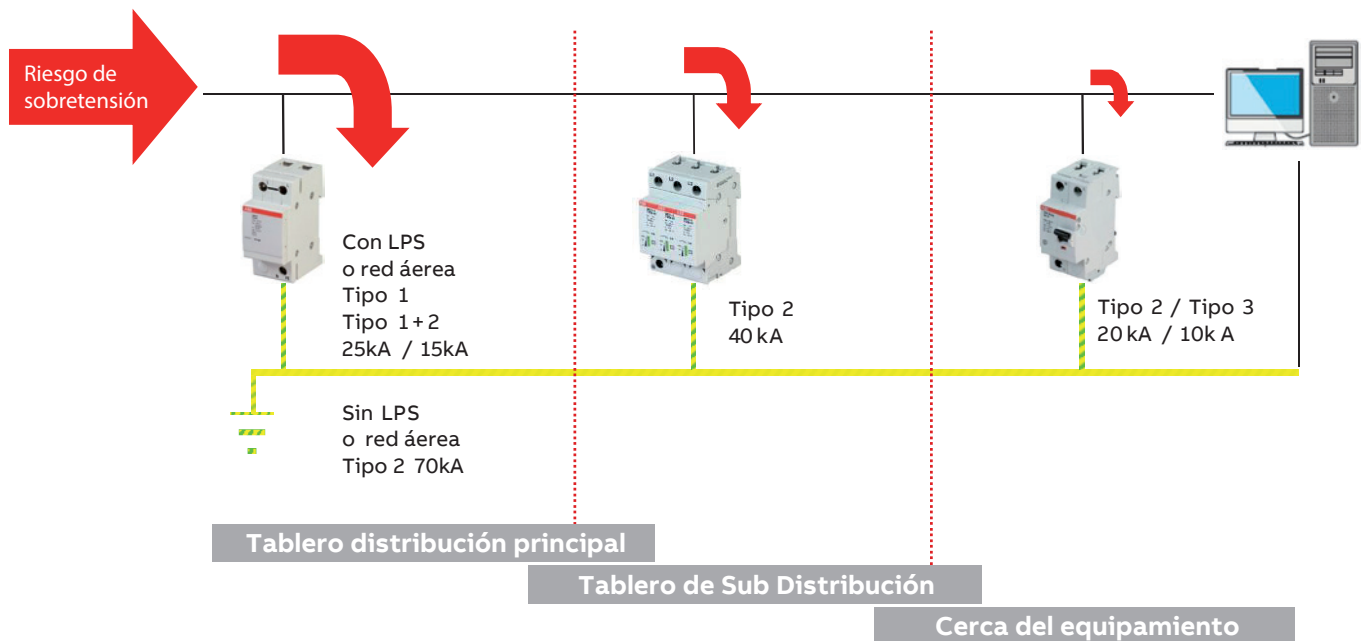 Riesgo de
sobretensión
Con LPS
o red áerea
Tipo 1
Tipo 1+2
25kA / 15kA
Sin LPS
o red áerea
Tipo 2 70kA
Tipo 2
40 kA
Tipo 2 / Tipo 3
20 kA / 10k A
Tablero distribución principal
Tablero de Sub Distribución
Cerca del equipamiento